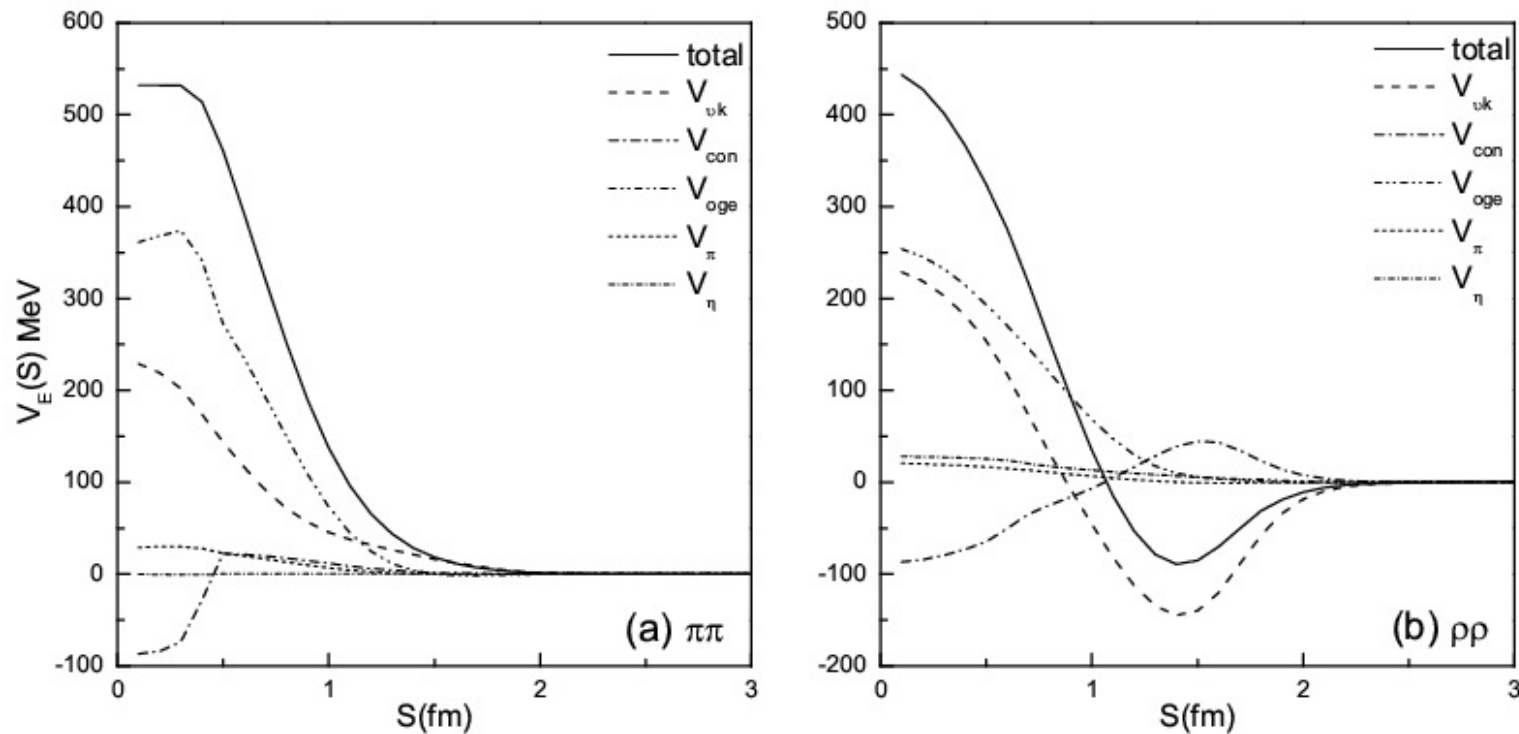 600
500
400
300
200
100
0
-100
0
1
2
3
V_E(S) MeV
S(fm)
total
V_υk
V_con
V_oge
V_π
V_η
(a) ππ
500
400
300
200
100
0
-100
-200
0
1
2
3
S(fm)
total
V_υk
V_con
V_oge
V_π
V_η
(b) ρρ